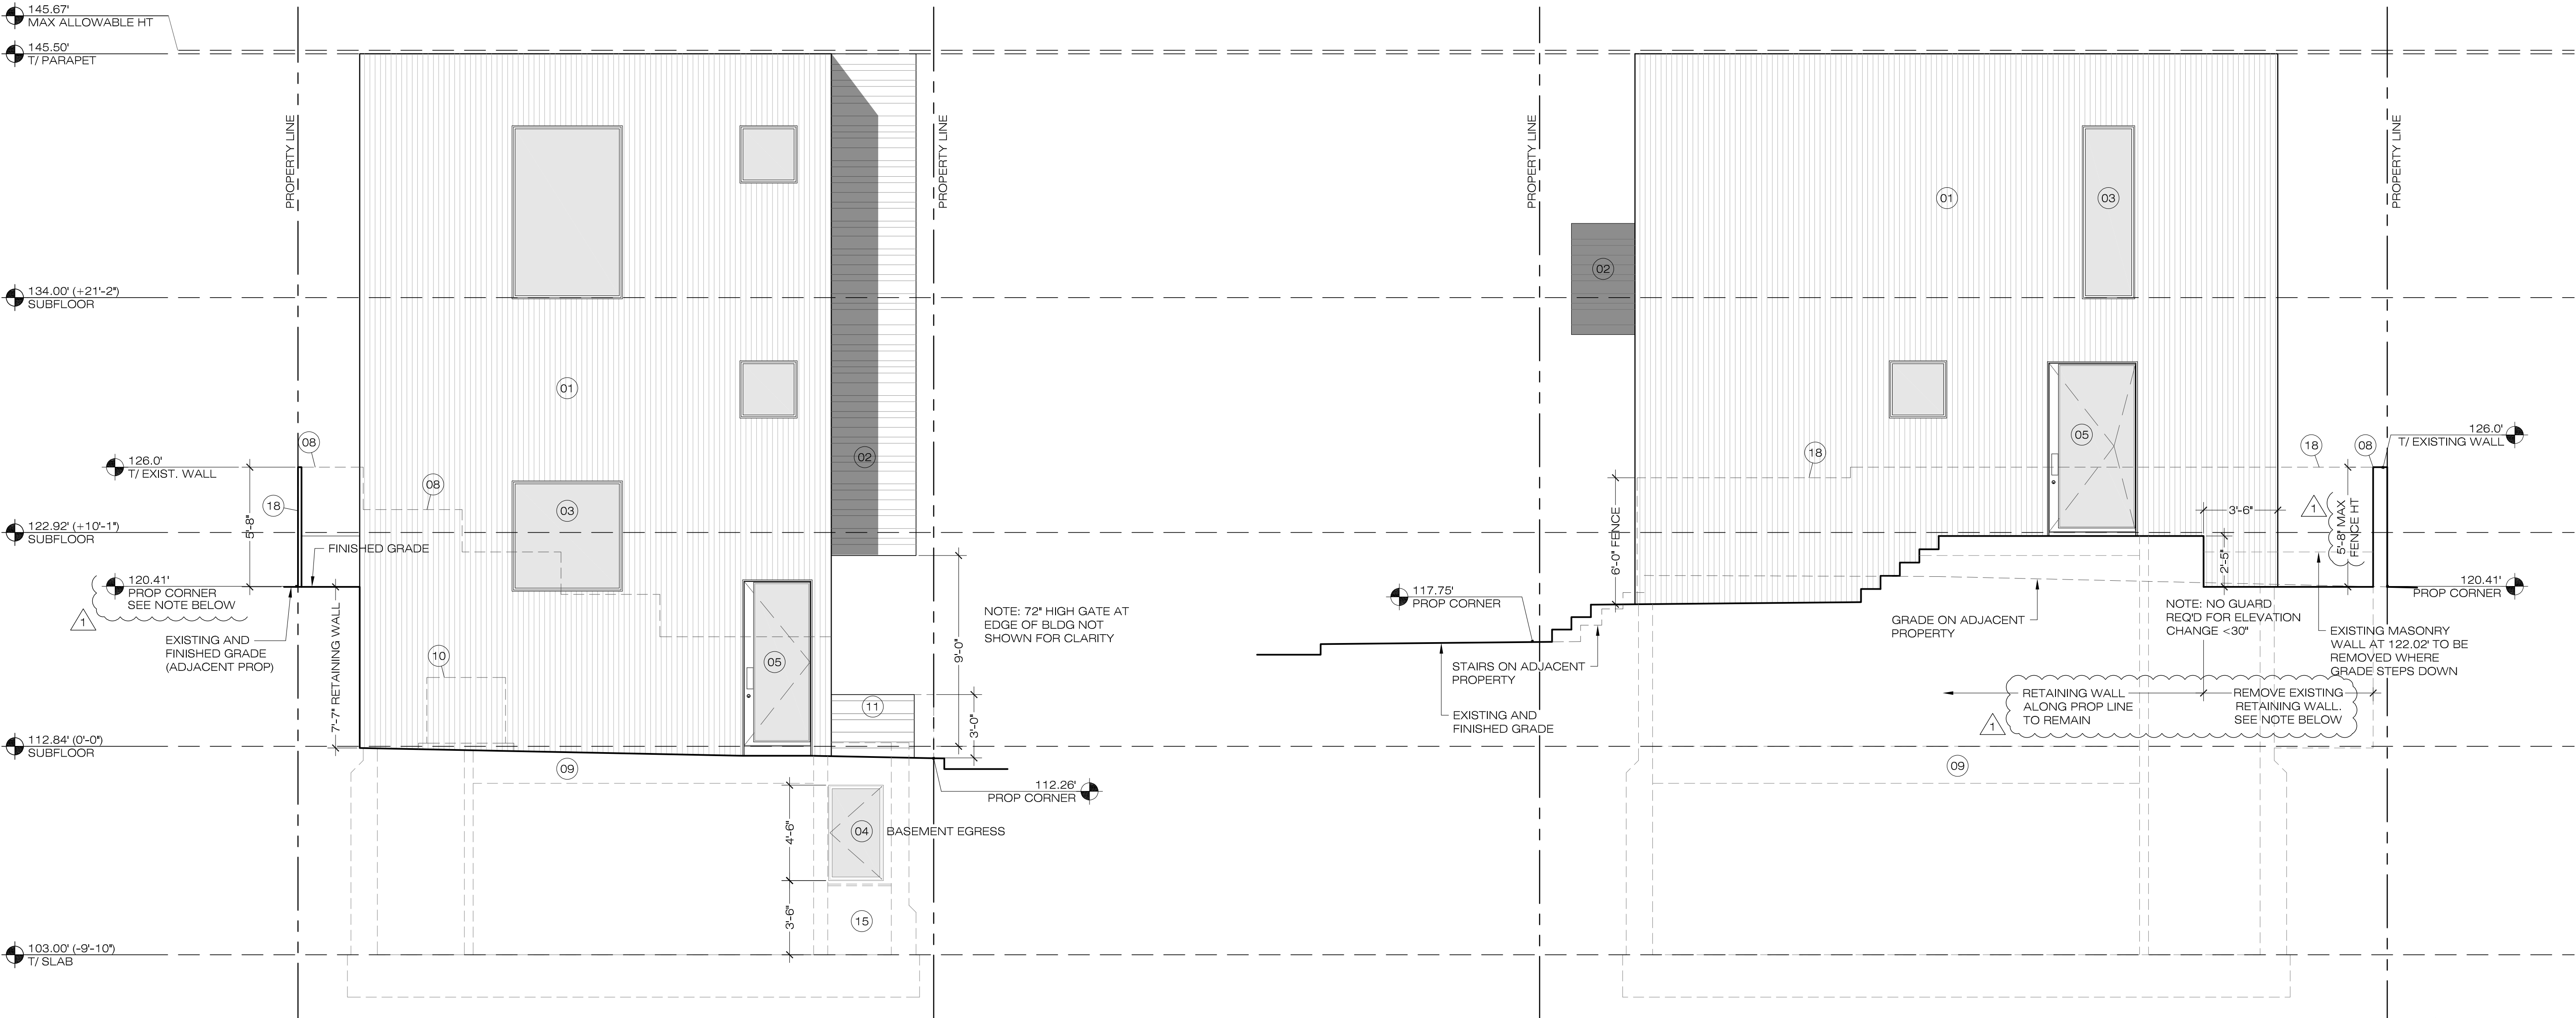 145.67'
MAX ALLOWABLE HT
145.50'
T/ PARAPET
134.00' (+21'-2")
SUBFLOOR
126.0'
T/ EXIST. WALL
122.92' (+10'-1")
SUBFLOOR
120.41'
PROP CORNER
SEE NOTE BELOW
1
EXISTING AND
FINISHED GRADE
(ADJACENT PROP)
112.84' (0'-0")
SUBFLOOR
103.00' (-9'-10")
T/ SLAB
PROPERTY LINE
08
08
18
5'-8"
FINISHED GRADE
7'-7" RETAINING WALL
10
01
03
05
02
11
09
4'-6"
3'-6"
04
BASEMENT EGRESS
15
PROPERTY LINE
NOTE: 72" HIGH GATE AT
EDGE OF BLDG NOT
SHOWN FOR CLARITY
9'-0"
3'-0"
112.26'
PROP CORNER
PROPERTY LINE
02
01
03
05
18
6'-0" FENCE
117.75'
PROP CORNER
STAIRS ON ADJACENT
PROPERTY
EXISTING AND
FINISHED GRADE
GRADE ON ADJACENT
PROPERTY
3'-6"
2'-5"
NOTE: NO GUARD
REQ'D FOR ELEVATION
CHANGE <30"
18
08
1
5'-8" MAX
FENCE HT
PROPERTY LINE
126.0'
T/ EXISTING WALL
120.41'
PROP CORNER
EXISTING MASONRY
WALL AT 122.02' TO BE
REMOVED WHERE
GRADE STEPS DOWN
RETAINING WALL
ALONG PROP LINE
TO REMAIN
REMOVE EXISTING
RETAINING WALL.
SEE NOTE BELOW
1
09